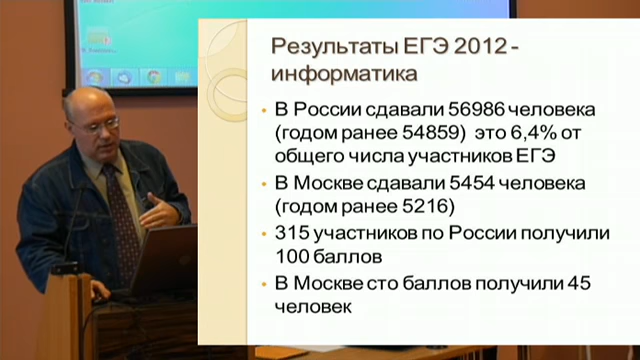 Результаты ЕГЭ 2012 -
информатика
• В России сдавали 56986 человека
(годом ранее 54859) это 6,4% от
общего числа участников ЕГЭ
• В Москве сдавали 5454 человека
(годом ранее 5216)
• 315 участников по России получили
100 баллов
• В Москве сто баллов получили 45
человек